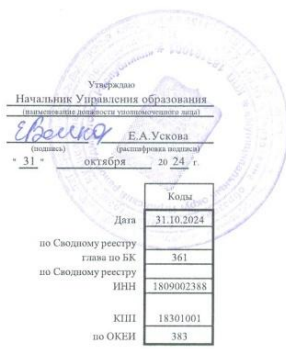 Утверждаю
Начальник Управления образования
(наименование должности уполномоченного лица)
Е.А.Ускова
(подпись) (расшифровка подписи)
" 31 " октября 20 24 г.
Коды
Дата 31.10.2024
по Сводному реестру
глава по БК 361
по Сводному реестру
ИНН 1809002388
КПП 18301001
по ОКЕИ 383